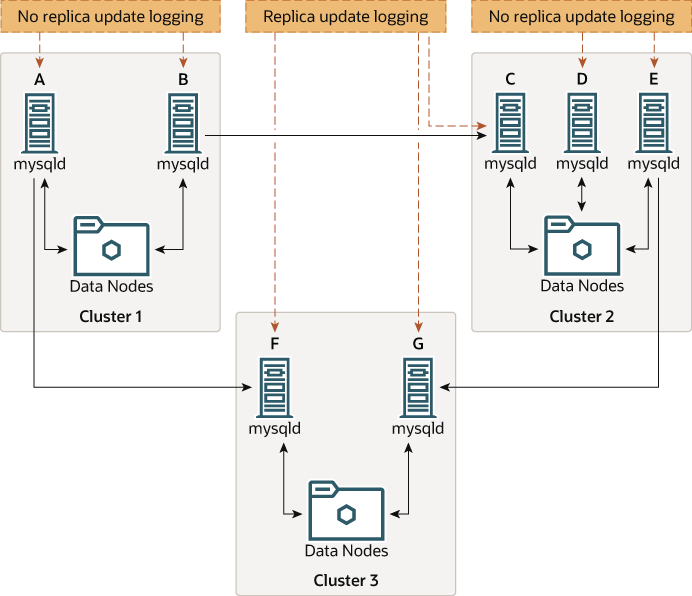 No replica update logging
Replica update logging
No replica update logging
A
B
C
D
E
mysqld
mysqld
mysqld
mysqld
mysqld
Data Nodes
Data Nodes
Cluster 1
Cluster 2
F
G
mysqld
mysqld
Data Nodes
Cluster 3